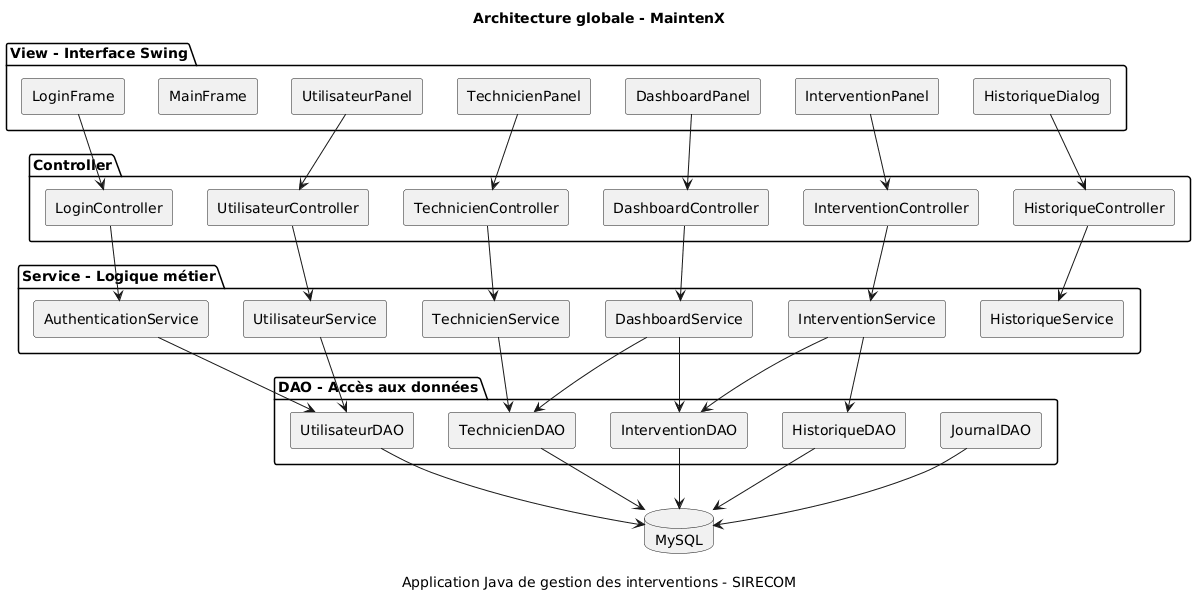 Architecture globale - MaintenX
View - Interface Swing
LoginFrame
MainFrame
UtilisateurPanel
TechnicienPanel
DashboardPanel
InterventionPanel
HistoriqueDialog
Controller
LoginController
UtilisateurController
TechnicienController
DashboardController
InterventionController
HistoriqueController
Service - Logique métier
AuthenticationService
UtilisateurService
TechnicienService
DashboardService
InterventionService
HistoriqueService
DAO - Accès aux données
UtilisateurDAO
TechnicienDAO
InterventionDAO
HistoriqueDAO
JournalDAO
MySQL
Application Java de gestion des interventions - SIRECOM